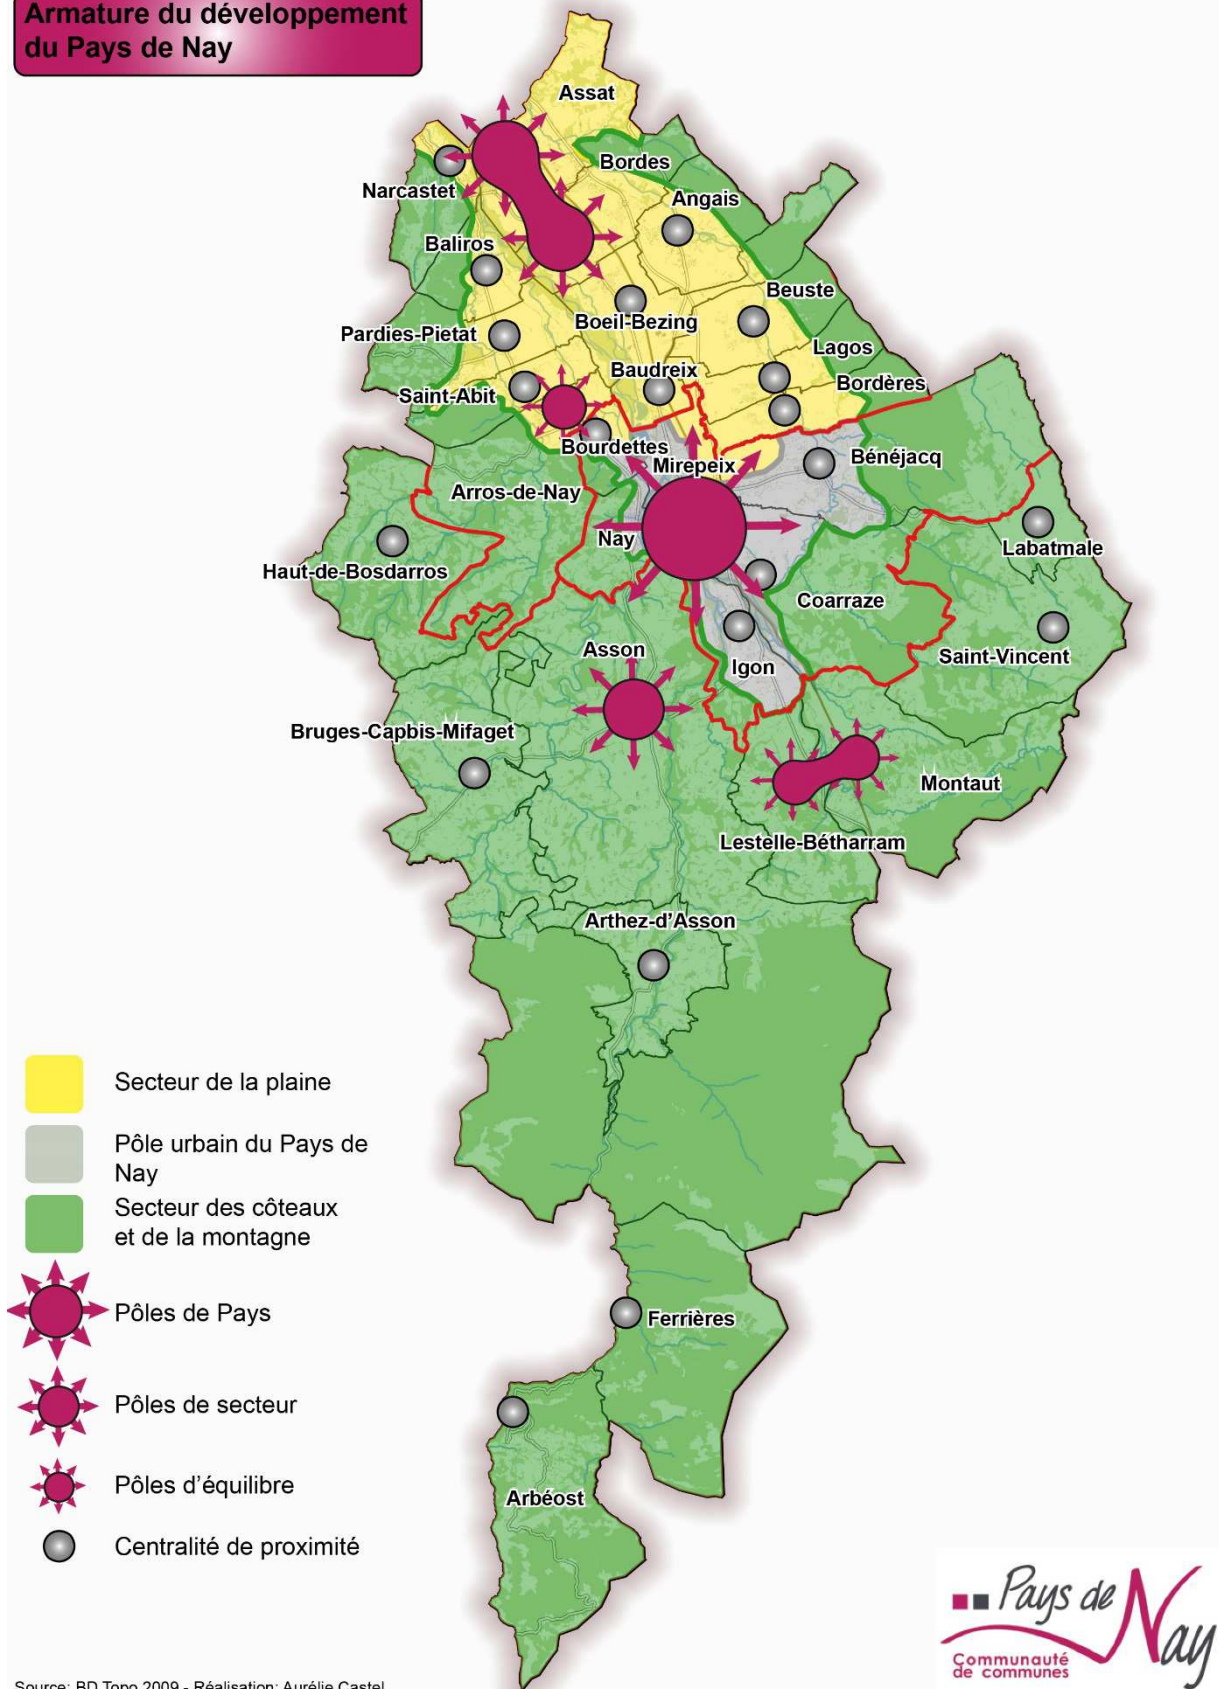 Armature du développement
du Pays de Nay
Assat
Bordes
Narcastet
Angais
Baliros
Beuste
Boeil-Bezing
Pardies-Pietat
Lagos
Baudreix
Bordères
Saint-Abit
Bourdettes
Mirepeix
Bénéjacq
Arros-de-Nay
Nay
Labatmale
Haut-de-Bosdarros
Coarraze
Asson
Saint-Vincent
Igon
Bruges-Capbis-Mifaget
Montaut
Lestelle-Bétharram
Arthez-d'Asson
Ferrières
Arbéost
Secteur de la plaine
Pôle urbain du Pays de
Nay
Secteur des côteaux
et de la montagne
Pôles de Pays
Pôles de secteur
Pôles d'équilibre
Centralité de proximité
Pays de Nay
Communauté
de communes
Source: BD Topo 2009 - Réalisation: Aurélie Castel